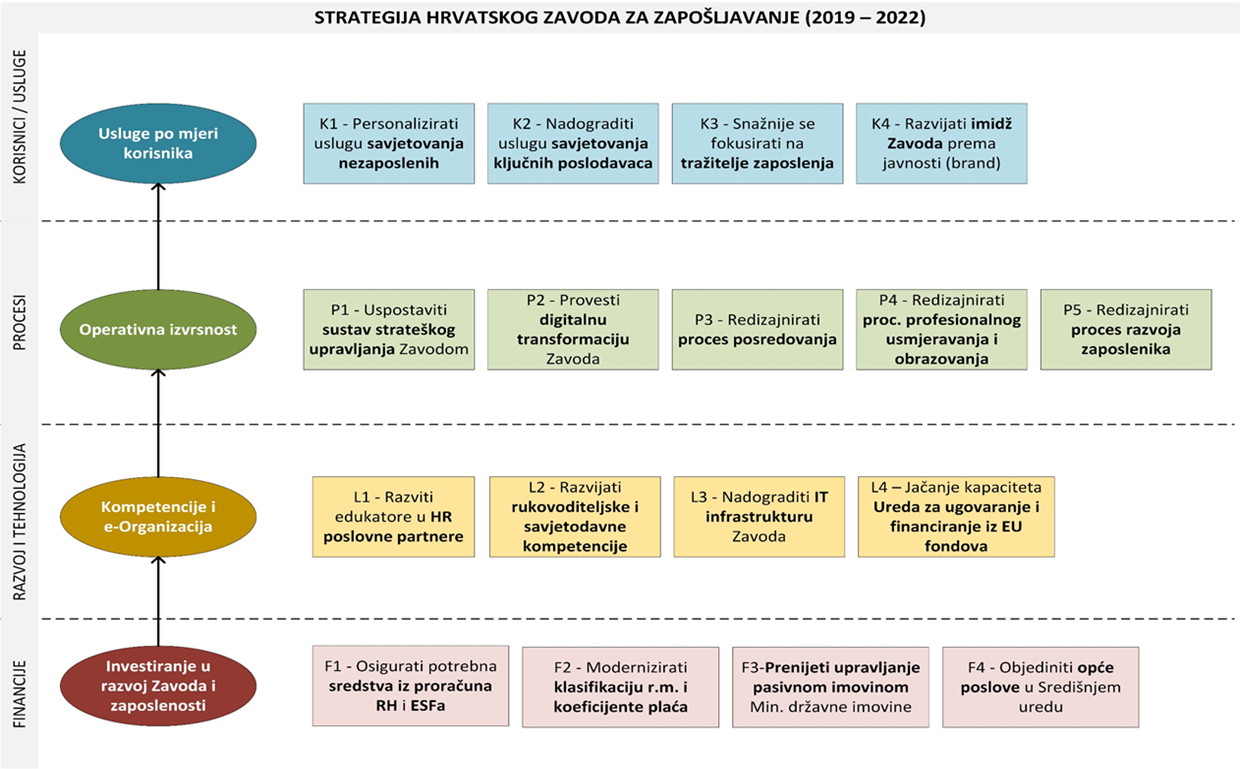 STRATEGIJA HRVATSKOG ZAVODA ZA ZAPOŠLJAVANJE (2019 – 2022)
KORISNICI / USLUGE
Usluge po mjeri
korisnika
K1 - Personalizirati
uslugu savjetovanja
nezaposlenih
K2 - Nadograditi
uslugu savjetovanja
ključnih poslodavaca
K3 - Snažnije se
fokusirati na
tražitelje zaposlenja
K4 - Razvijati imidž
Zavoda prema
javnosti (brand)
PROCESI
Operativna izvrsnost
P1 - Uspostaviti
sustav strateškog
upravljanja Zavodom
P2 - Provesti
digitalnu
transformaciju
Zavoda
P3 - Redizajnirati
proces posredovanja
P4 - Redizajnirati
proc. profesionalnog
usmjeravanja i
obrazovanja
P5 - Redizajnirati
proces razvoja
zaposlenika
RAZVOJ I TEHNOLOGIJA
Kompetencije i
e-Organizacija
L1 - Razviti
edukatore u HR
poslovne partnere
L2 - Razvijati
rukovoditeljske i
savjetodavne
kompetencije
L3 - Nadograditi IT
infrastrukturu
Zavoda
L4 – Jačanje kapaciteta
Ureda za ugovaranje i
financiranje iz EU
fondova
FINANCIJE
Investiranje u
razvoj Zavoda i
zaposlenosti
F1 - Osigurati potrebna
sredstva iz proračuna
RH i ESFa
F2 - Modernizirati
klasifikaciju r.m. i
koeficijente plaća
F3-Prenijeti upravljanje
pasivnom imovinom
Min. državne imovine
F4 - Objediniti opće
poslove u Središnjem
uredu